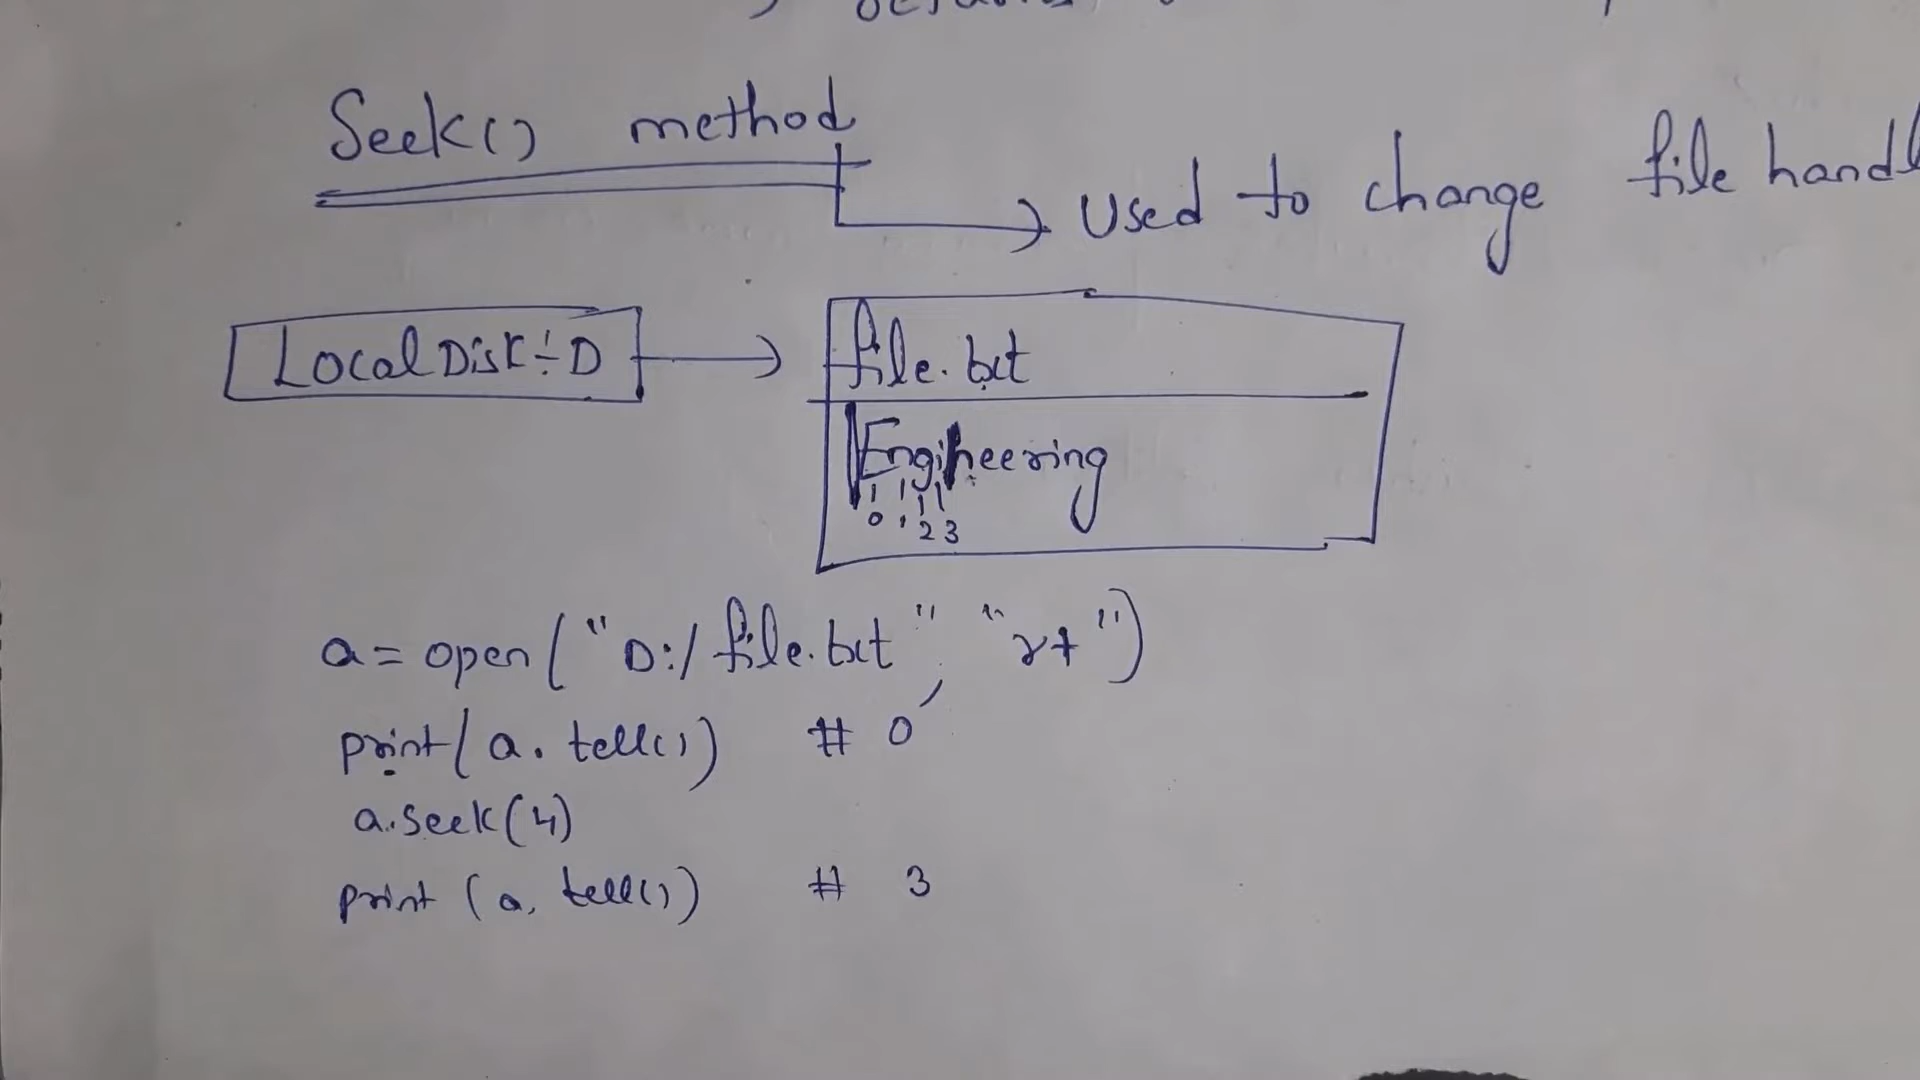 Seek() method
Used to change file handl
Local Disk:-D
file.txt
Engineering
0 1 2 3
a = open("D:/file.txt", "r+")
print(a.tell()) # 0
a.seek(4)
print (a.tell()) # 3